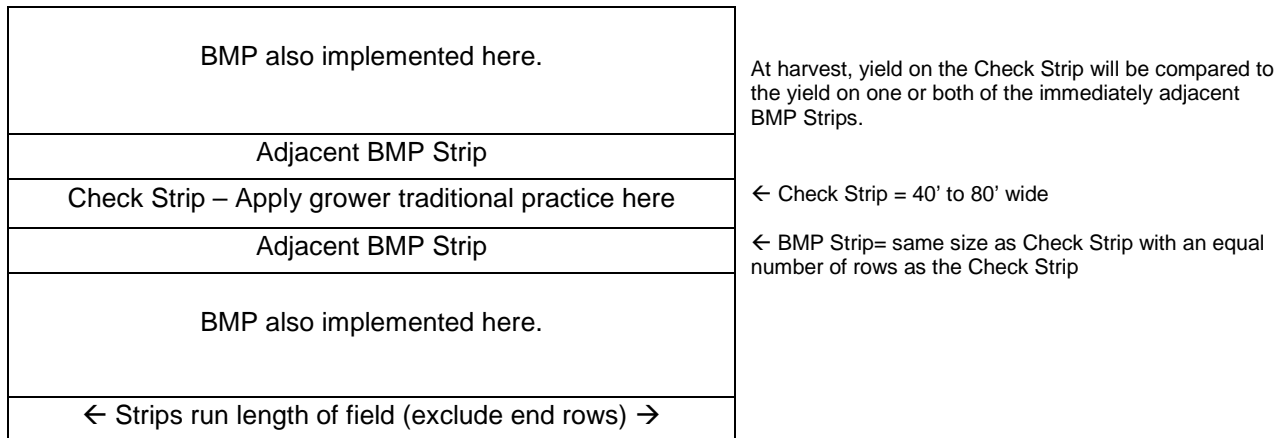 BMP also implemented here.
At harvest, yield on the Check Strip will be compared to
the yield on one or both of the immediately adjacent
BMP Strips.
Adjacent BMP Strip
Check Strip – Apply grower traditional practice here
← Check Strip = 40’ to 80’ wide
Adjacent BMP Strip
← BMP Strip= same size as Check Strip with an equal
number of rows as the Check Strip
BMP also implemented here.
← Strips run length of field (exclude end rows) →